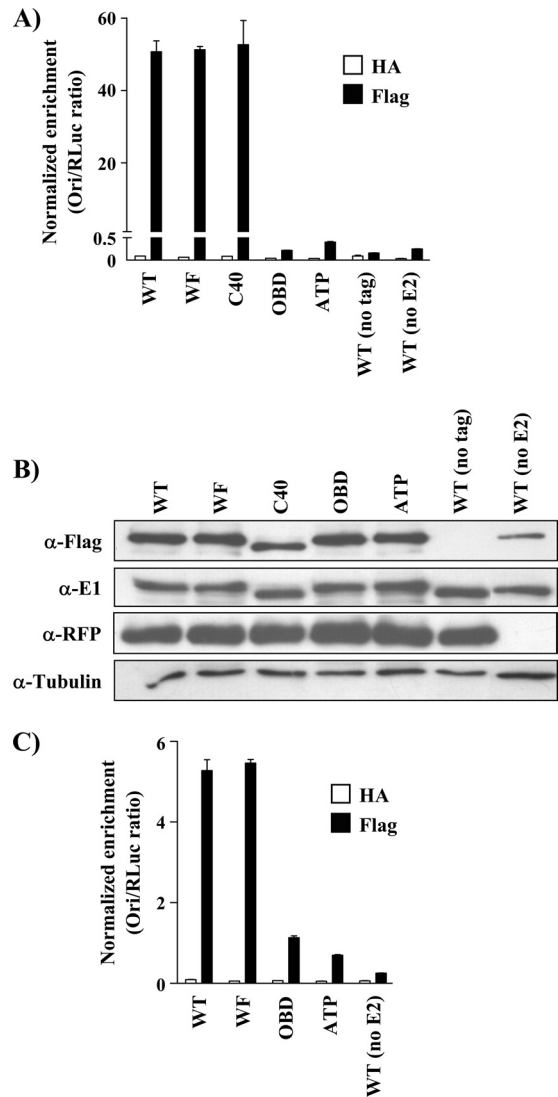 A)
Normalized enrichment
(Ori/RLuc ratio)
60
40
20
0.5
0
HA
Flag
WT
WF
C40
OBD
ATP
WT (no tag)
WT (no E2)
B)
WT
WF
C40
OBD
ATP
WT (no tag)
WT (no E2)
α-Flag
α-E1
α-RFP
α-Tubulin
C)
Normalized enrichment
(Ori/RLuc ratio)
6
4
2
0
HA
Flag
WT
WF
OBD
ATP
WT (no E2)